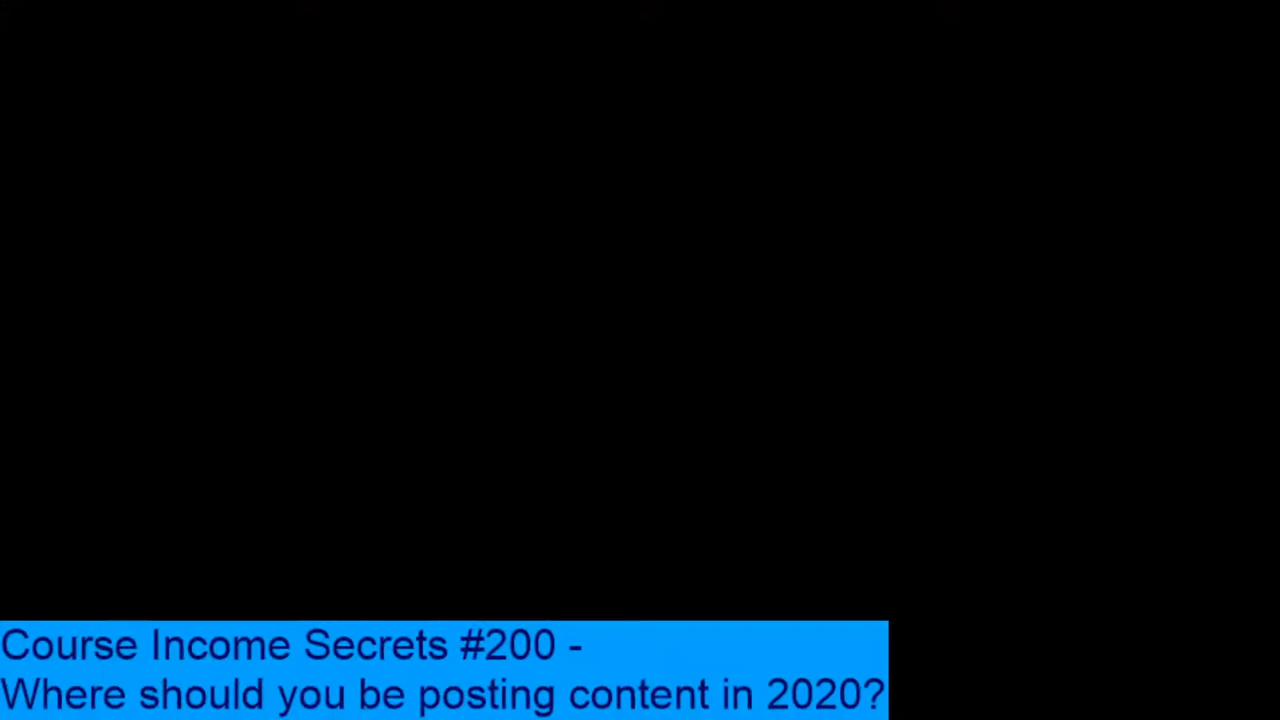 Course Income Secrets #200 -
Where should you be posting content in 2020?